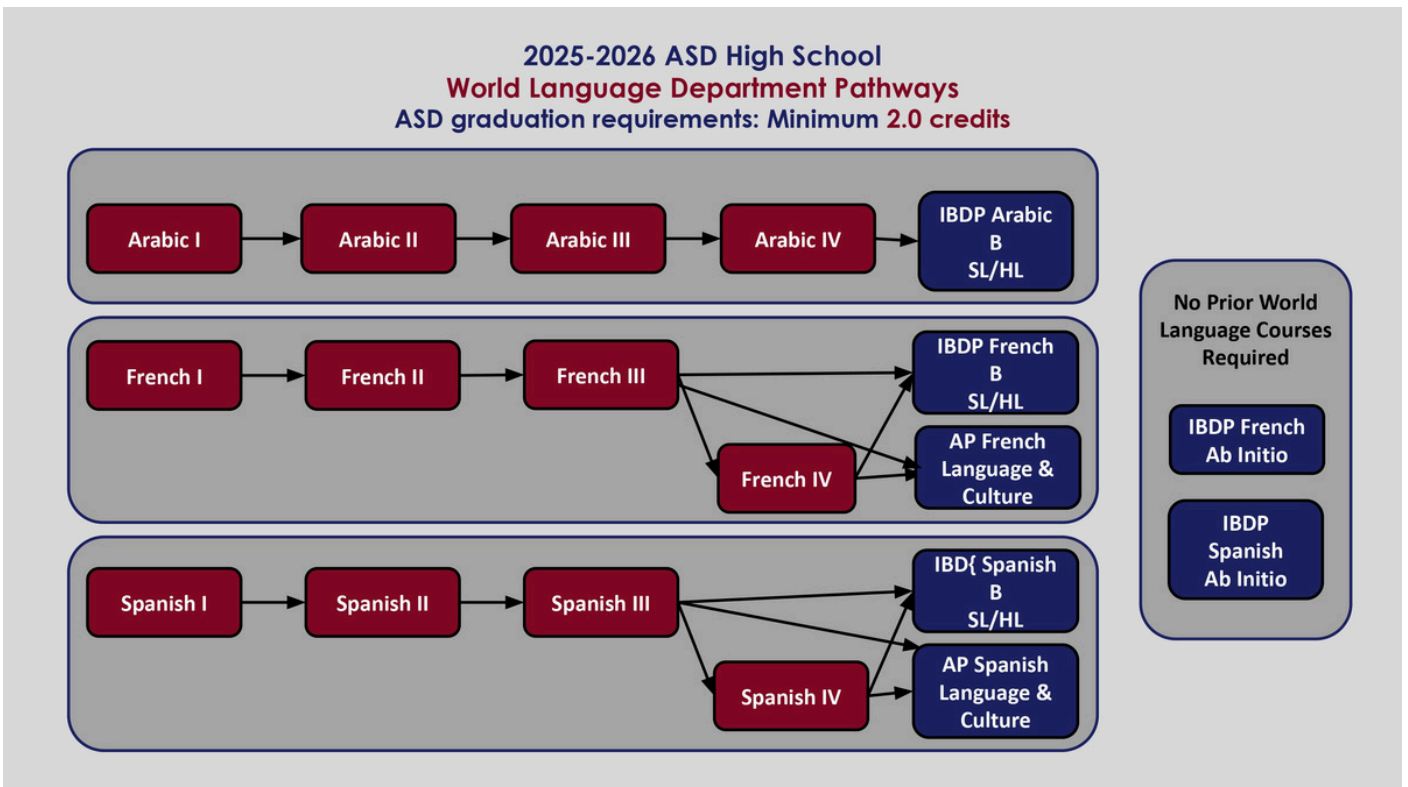 2025-2026 ASD High School
World Language Department Pathways
ASD graduation requirements: Minimum 2.0 credits
Arabic I
Arabic II
Arabic III
Arabic IV
IBDP Arabic
B
SL/HL
French I
French II
French III
French IV
IBDP French
B
SL/HL
AP French
Language &
Culture
Spanish I
Spanish II
Spanish III
Spanish IV
IBD{ Spanish
B
SL/HL
AP Spanish
Language &
Culture
No Prior World
Language Courses
Required
IBDP French
Ab Initio
IBDP
Spanish
Ab Initio